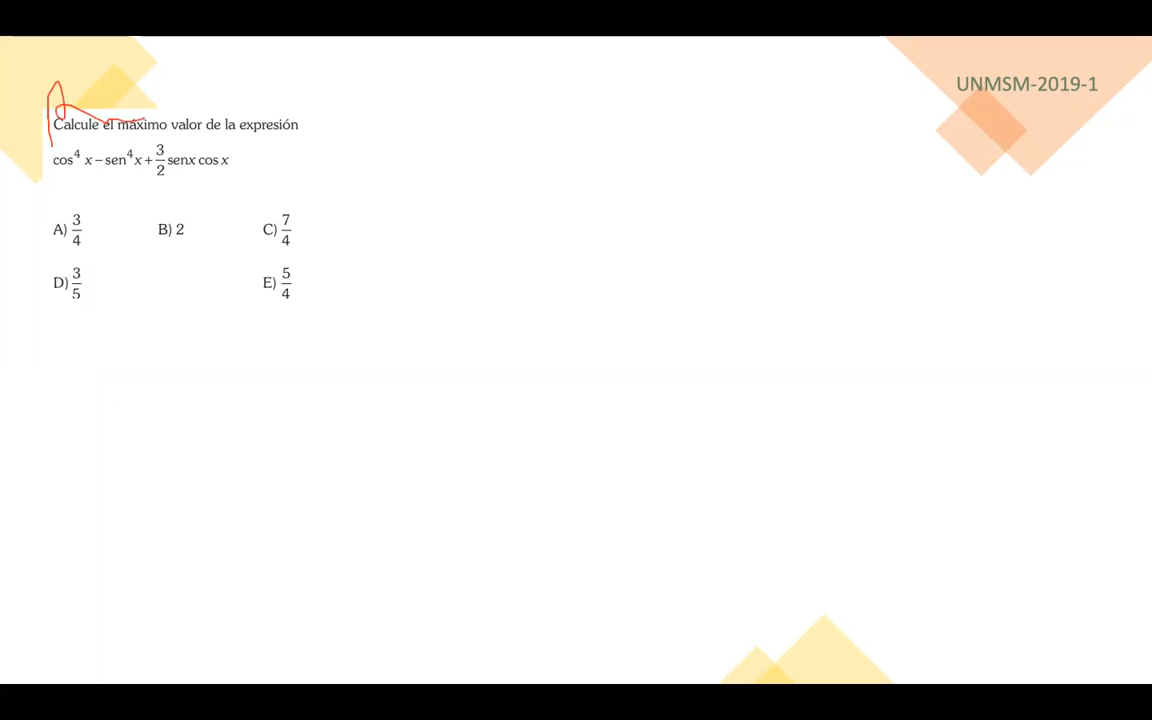 UNMSM-2019-1
Calcule el máximo valor de la expresión
cos⁴ x − sen⁴x + 3/2 senx cos x
A) 3/4 B) 2 C) 7/4
D) 3/5 E) 5/4